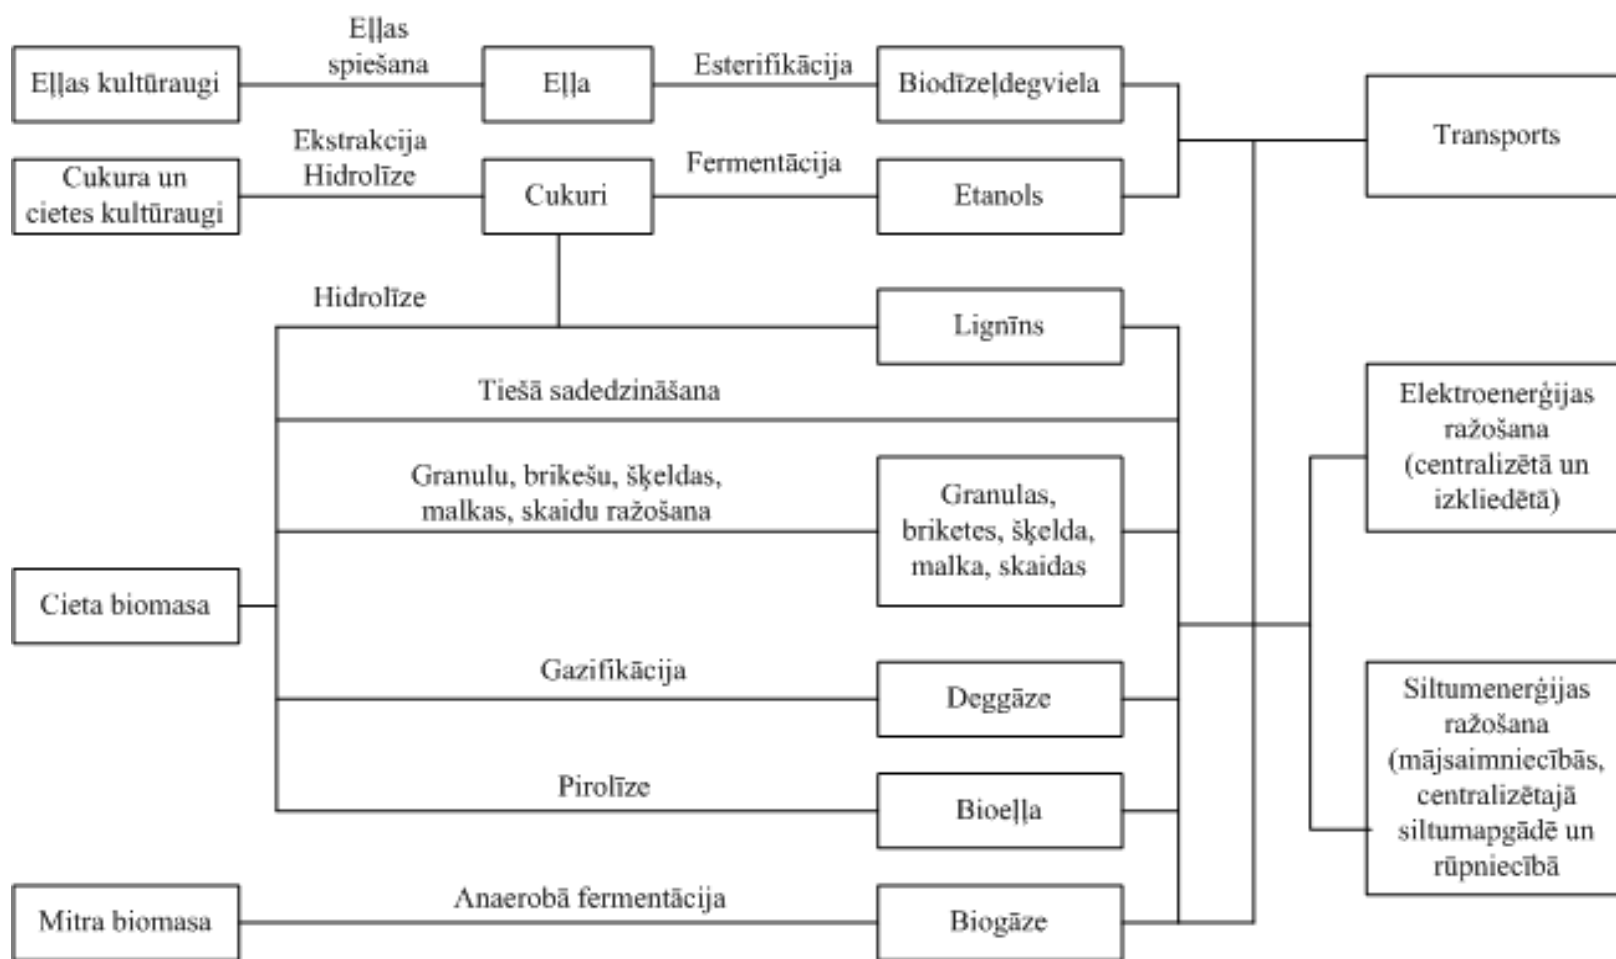 Eļļas
spiešana
Eļļas kultūraugi
Eļļa
Esterifikācija
Biodīzeļdegviela
Transports
Ekstrakcija
Hidrolīze
Cukura un
cietes kultūraugi
Cukuri
Fermentācija
Etanols
Hidrolīze
Lignīns
Tiešā sadedzināšana
Elektroenerģijas
ražošana
(centralizētā un
izkliedētā)
Granulu, brikešu, šķeldas,
malkas, skaidu ražošana
Granulas,
briketes, šķelda,
malka, skaidas
Cieta biomasa
Gazifikācija
Deggāze
Siltumenerģijas
ražošana
(mājsaimniecībās,
centralizētajā
siltumapgādē un
rūpniecībā
Pirolīze
Bioeļļa
Mitra biomasa
Anaerobā fermentācija
Biogāze